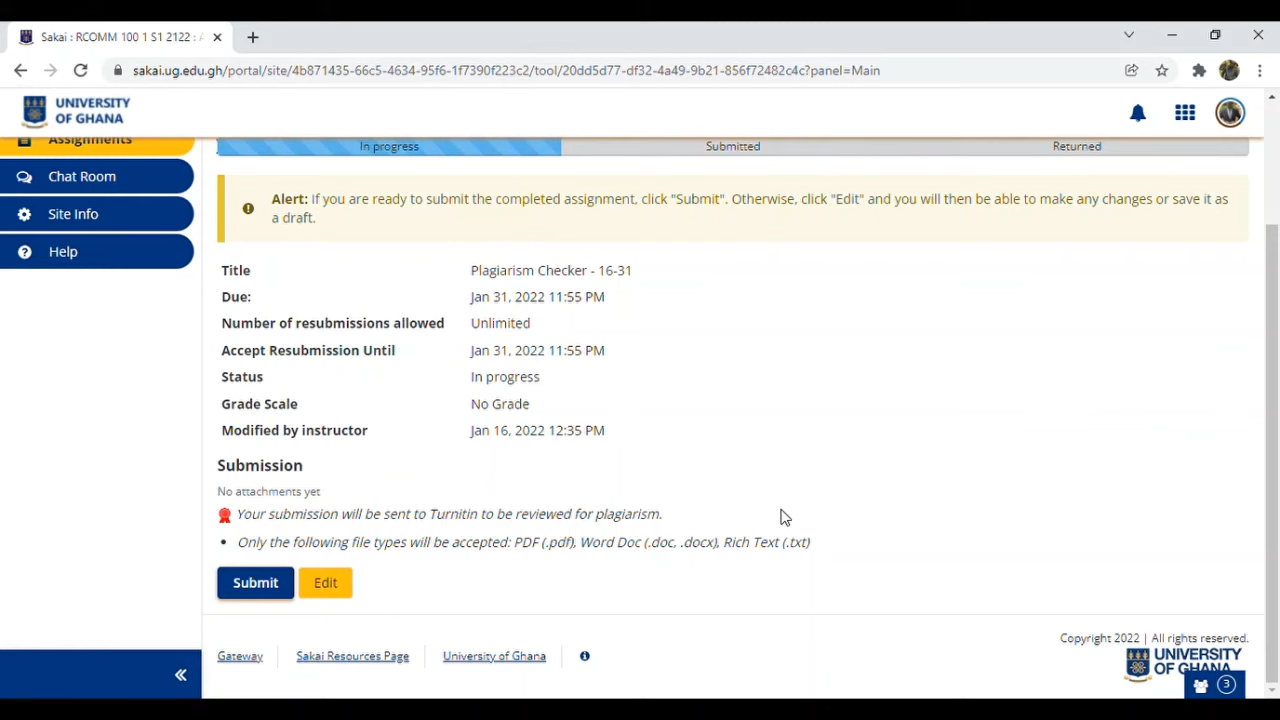 Sakai : RCOMM 100 1 S1 2122 :
sakai.ug.edu.gh/portal/site/4b871435-66c5-4634-95f6-1f7390f223c2/tool/20dd5d77-df32-4a49-9b21-856f72482c4c?panel=Main
UNIVERSITY
OF GHANA
Assignments
Chat Room
Site Info
Help
In progress
Submitted
Returned
Alert: If you are ready to submit the completed assignment, click "Submit". Otherwise, click "Edit" and you will then be able to make any changes or save it as
a draft.
Title Plagiarism Checker - 16-31
Due: Jan 31, 2022 11:55 PM
Number of resubmissions allowed Unlimited
Accept Resubmission Until Jan 31, 2022 11:55 PM
Status In progress
Grade Scale No Grade
Modified by instructor Jan 16, 2022 12:35 PM
Submission
No attachments yet
Your submission will be sent to Turnitin to be reviewed for plagiarism.
• Only the following file types will be accepted: PDF (.pdf), Word Doc (.doc, .docx), Rich Text (.txt)
Submit Edit
Gateway Sakai Resources Page University of Ghana
Copyright 2022 | All rights reserved.
UNIVERSITY
OF GHANA
3